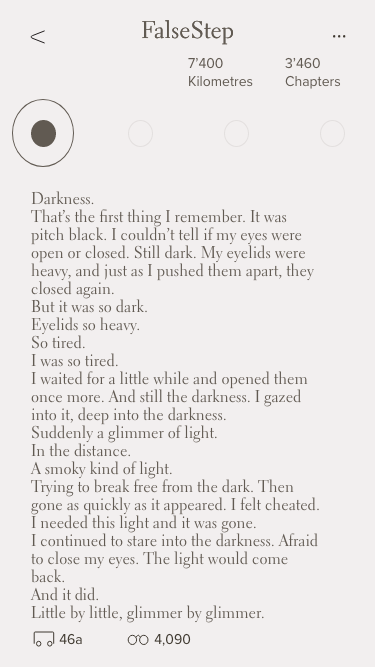 <
FalseStep
...
7'400
Kilometres
3'460
Chapters
Darkness.
That's the first thing I remember. It was
pitch black. I couldn't tell if my eyes were
open or closed. Still dark. My eyelids were
heavy, and just as I pushed them apart, they
closed again.
But it was so dark.
Eyelids so heavy.
So tired.
I was so tired.
I waited for a little while and opened them
once more. And still the darkness. I gazed
into it, deep into the darkness.
Suddenly a glimmer of light.
In the distance.
A smoky kind of light.
Trying to break free from the dark. Then
gone as quickly as it appeared. I felt cheated.
I needed this light and it was gone.
I continued to stare into the darkness. Afraid
to close my eyes. The light would come
back.
And it did.
Little by little, glimmer by glimmer.
46a
4,090